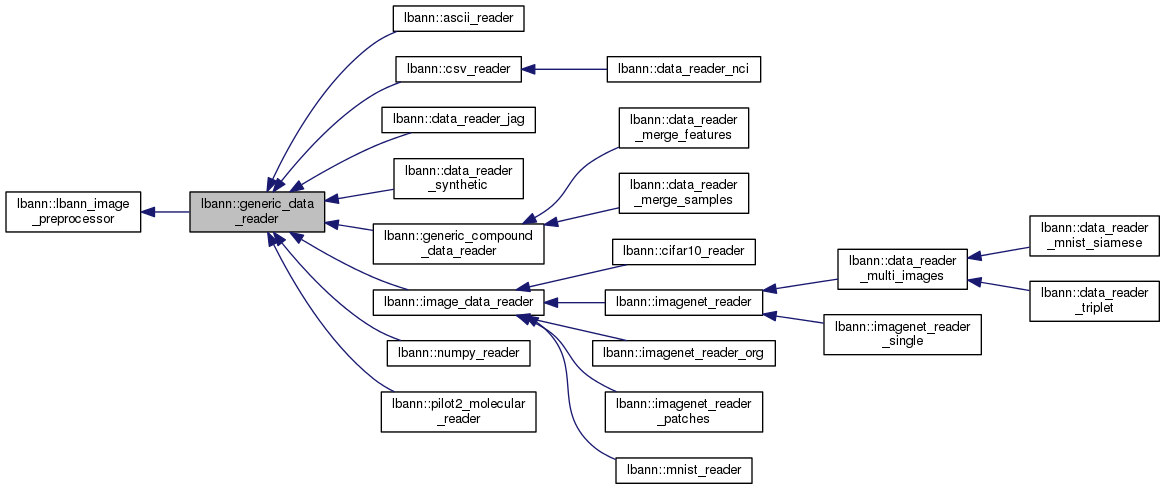 lbann::lbann_image
_preprocessor
lbann::generic_data
_reader
lbann::ascii_reader
lbann::csv_reader
lbann::data_reader_nci
lbann::data_reader_jag
lbann::data_reader
_synthetic
lbann::generic_compound
_data_reader
lbann::data_reader
_merge_features
lbann::data_reader
_merge_samples
lbann::image_data_reader
lbann::cifar10_reader
lbann::imagenet_reader
lbann::data_reader
_multi_images
lbann::data_reader
_mnist_siamese
lbann::data_reader
_triplet
lbann::imagenet_reader
_single
lbann::imagenet_reader_org
lbann::imagenet_reader
_patches
lbann::mnist_reader
lbann::numpy_reader
lbann::pilot2_molecular
_reader